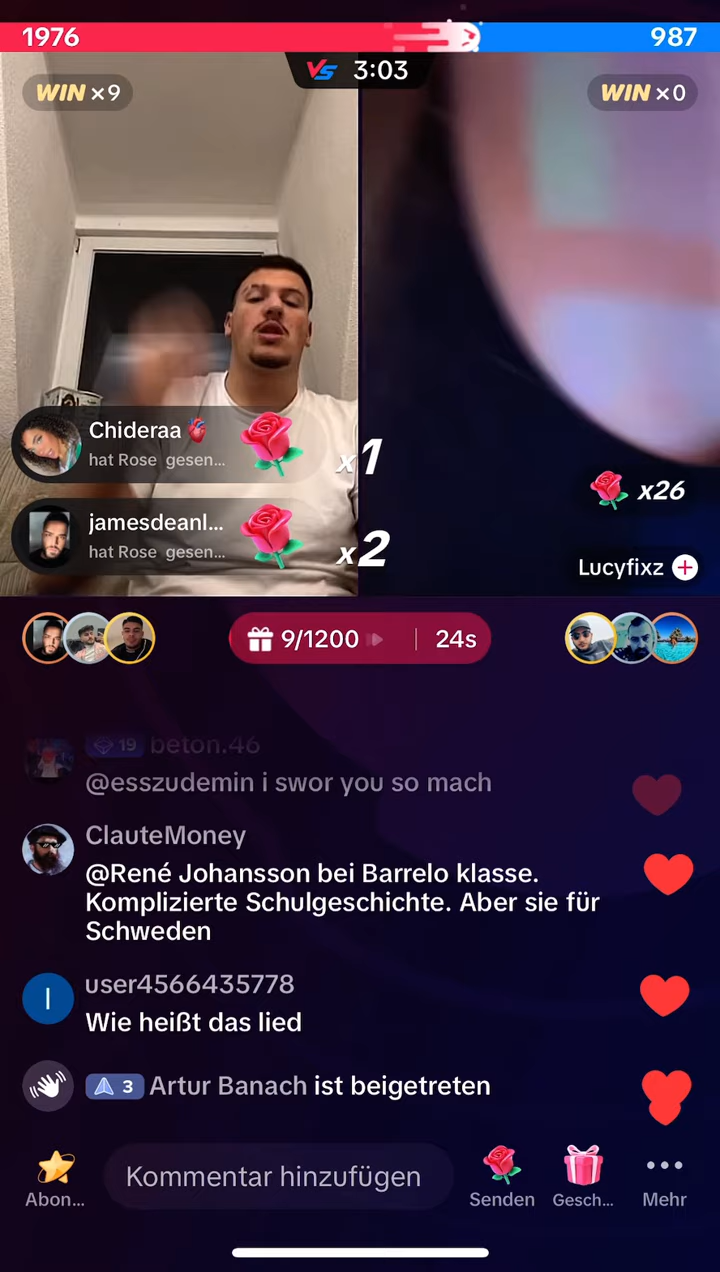 1976
987
VS 3:03
WIN ×9
WIN ×0
Chideraa
hat Rose gesen...
x1
jamesdeanl...
hat Rose gesen...
x2
x26
Lucyfixz
9/1200
24s
19 beton.46
@esszudemin i swor you so mach
ClauteMoney
@René Johansson bei Barrelo klasse.
Komplizierte Schulgeschichte. Aber sie für
Schweden
I
user4566435778
Wie heißt das lied
3 Artur Banach ist beigetreten
Kommentar hinzufügen
Abon...
Senden
Gesch...
Mehr